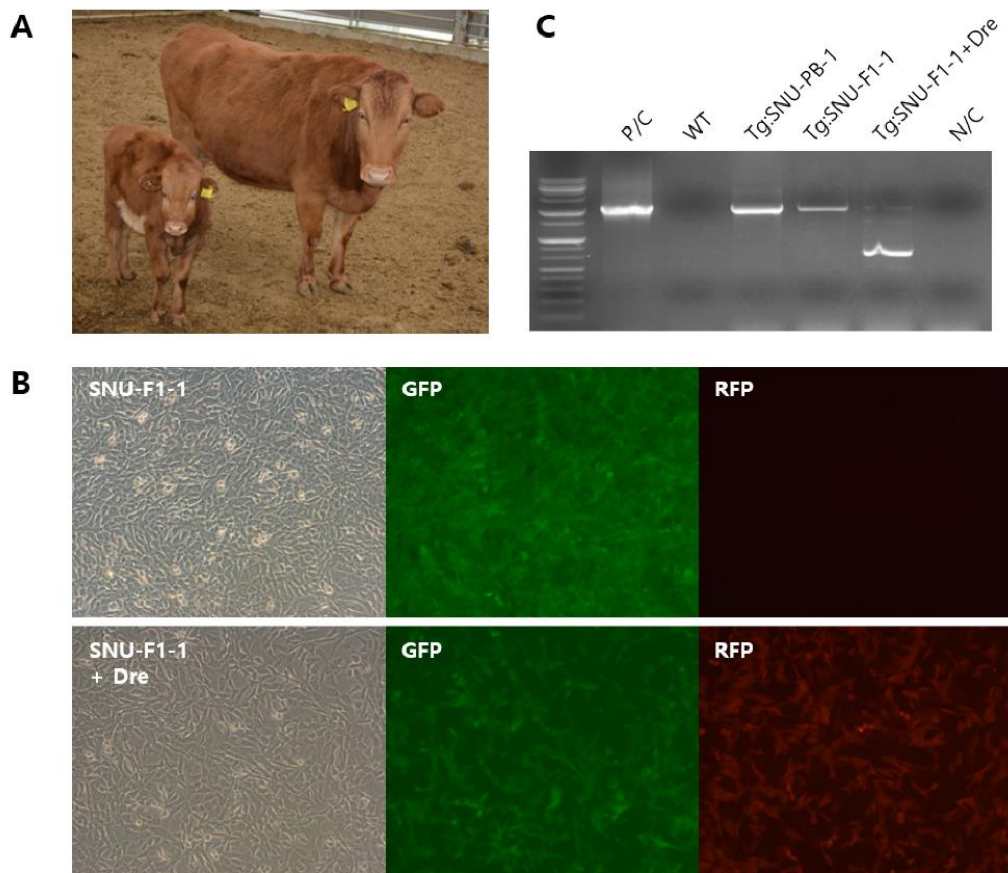 A
C
P/C
WT
Tg:SNU-PB-1
Tg:SNU-F1-1
Tg:SNU-F1-1+Dre
N/C
B
SNU-F1-1
GFP
RFP
SNU-F1-1
+ Dre
GFP
RFP